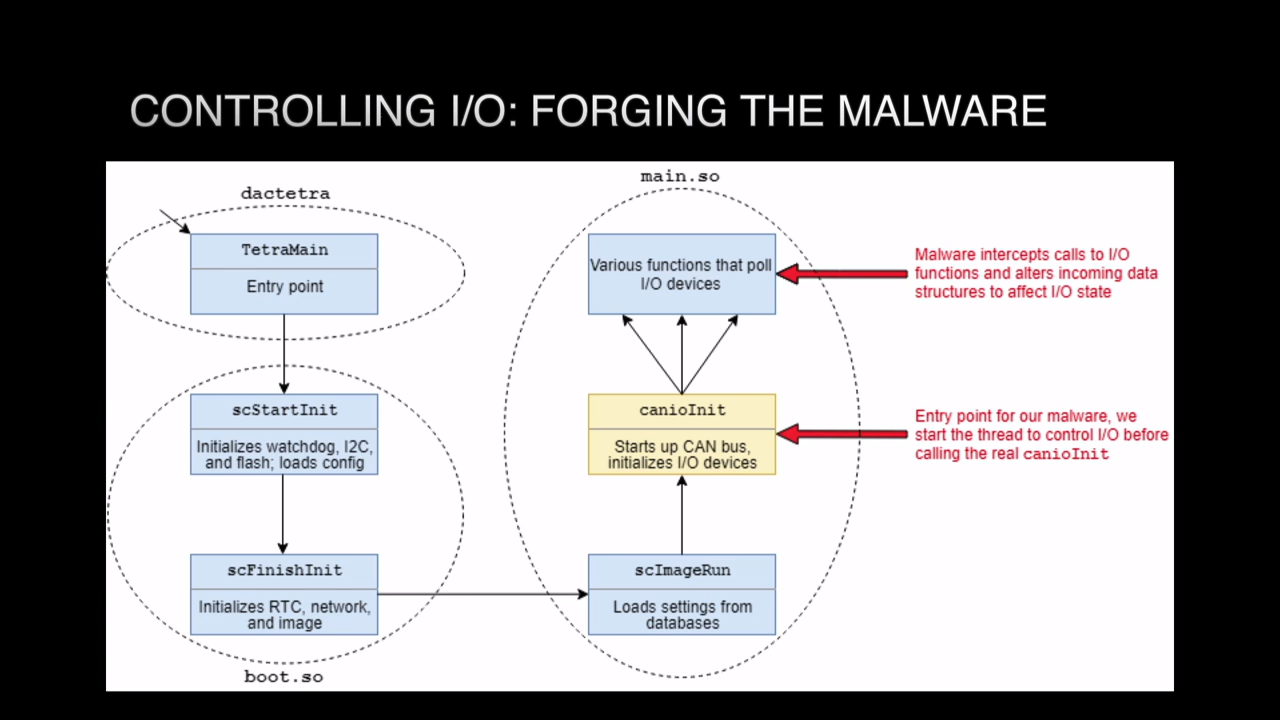 CONTROLLING I/O: FORGING THE MALWARE
dactetra
TetraMain
Entry point
scStartInit
Initializes watchdog, I2C,
and flash; loads config
scFinishInit
Initializes RTC, network,
and image
boot.so
main.so
Various functions that poll
I/O devices
canioInit
Starts up CAN bus,
initializes I/O devices
scImageRun
Loads settings from
databases
Malware intercepts calls to I/O
functions and alters incoming data
structures to affect I/O state
Entry point for our malware, we
start the thread to control I/O before
calling the real canioInit